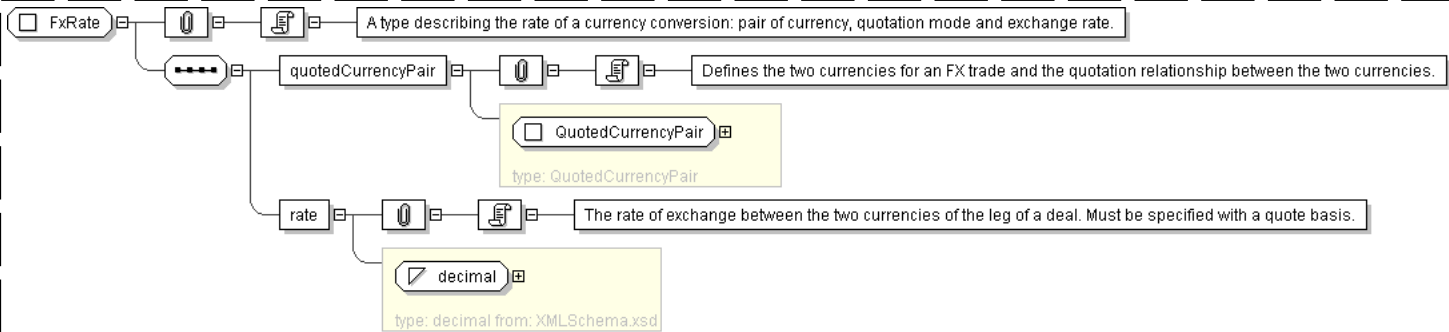 FxRate
A type describing the rate of a currency conversion: pair of currency, quotation mode and exchange rate.
quotedCurrencyPair
Defines the two currencies for an FX trade and the quotation relationship between the two currencies.
QuotedCurrencyPair
type: QuotedCurrencyPair
rate
The rate of exchange between the two currencies of the leg of a deal. Must be specified with a quote basis.
decimal
type: decimal from: XMLSchema.xsd